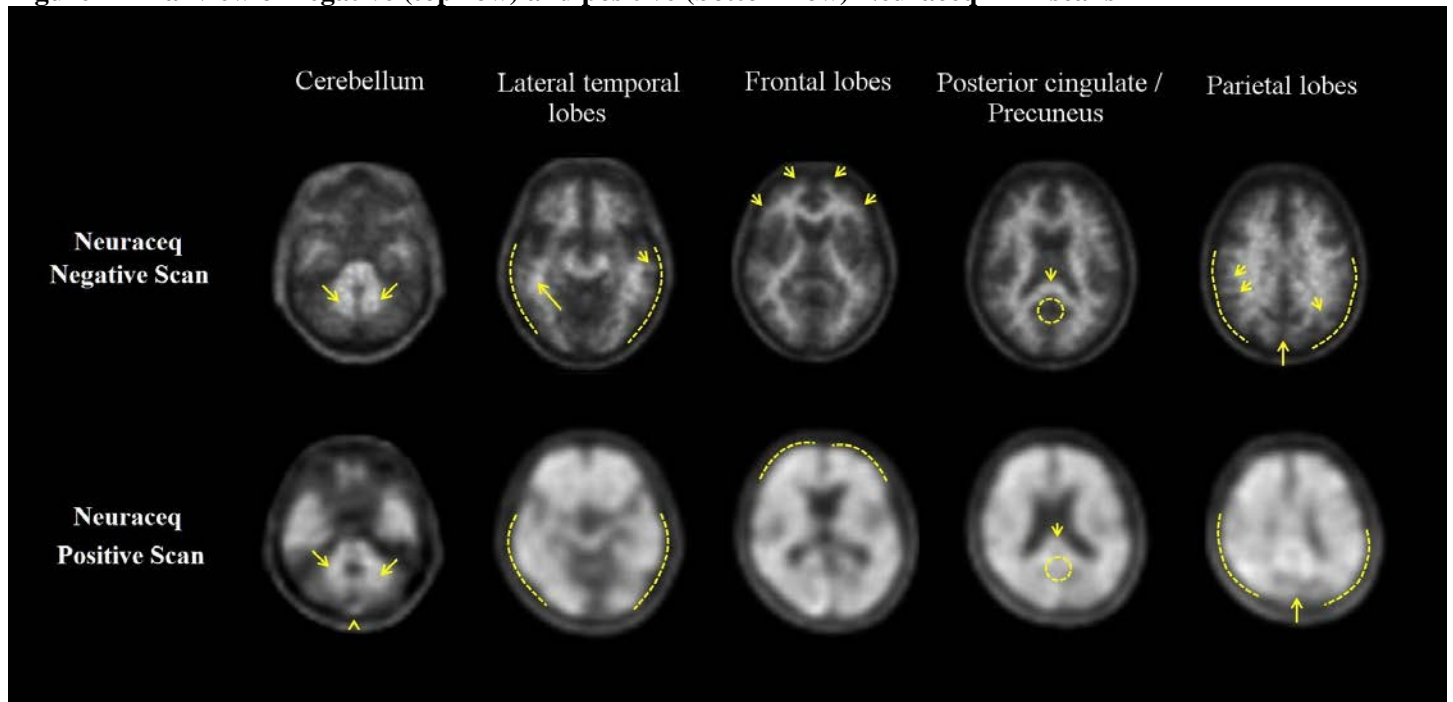 Cerebellum
Lateral temporal
lobes
Frontal lobes
Posterior cingulate /
Precuneus
Parietal lobes
Neuraceq
Negative Scan
Neuraceq
Positive Scan